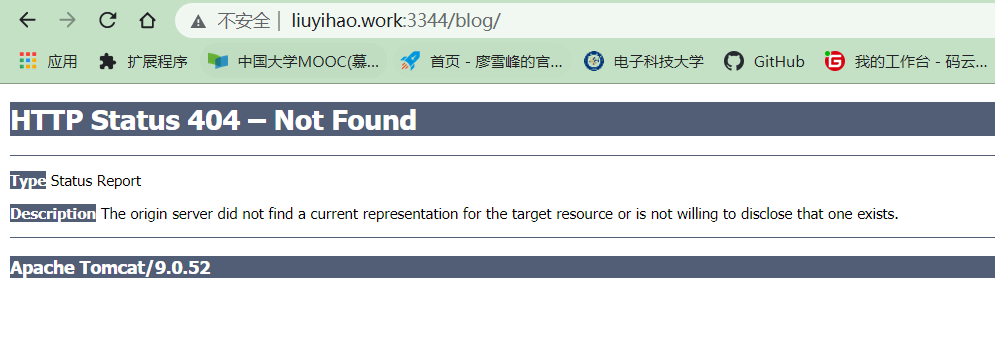 不安全 | liuyihao.work:3344/blog/
应用 扩展程序 中国大学MOOC(慕... 首页 - 廖雪峰的官... 电子科技大学 GitHub 我的工作台 - 码云...
HTTP Status 404 – Not Found
Type Status Report
Description The origin server did not find a current representation for the target resource or is not willing to disclose that one exists.
Apache Tomcat/9.0.52